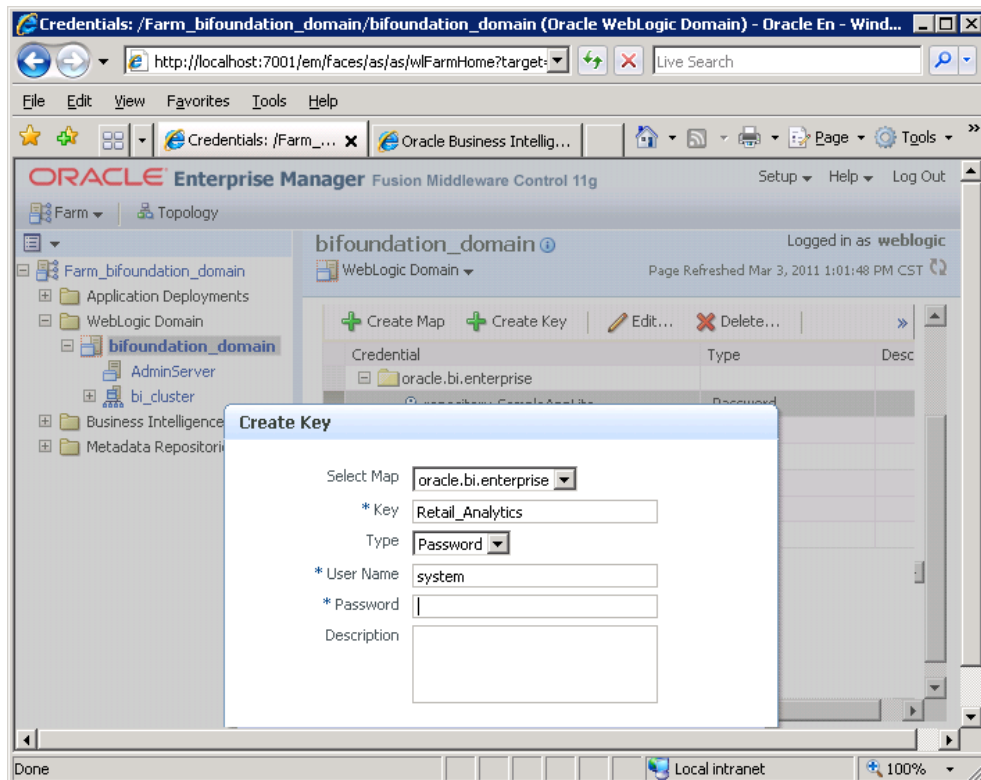 Credentials: /Farm_bifoundation_domain/bifoundation_domain (Oracle WebLogic Domain) - Oracle En - Wind...
http://localhost:7001/em/faces/as/as/wlFarmHome?target= Live Search
File Edit View Favorites Tools Help
Credentials: /Farm_... X Oracle Business Intellig... Page Tools »
ORACLE Enterprise Manager Fusion Middleware Control 11g Setup Help Log Out
Farm Topology
bifoundation_domain Logged in as weblogic
Farm_bifoundation_domain WebLogic Domain Page Refreshed Mar 3, 2011 1:01:48 PM CST
Application Deployments
WebLogic Domain Create Map Create Key Edit... Delete... »
bifoundation_domain Credential Type Desc
AdminServer oracle.bi.enterprise
bi_cluster repository.SampleAppLite Password
Business Intelligence
Metadata Repositori
Create Key
Select Map oracle.bi.enterprise
* Key Retail_Analytics
Type Password
* User Name system
* Password
Description
Done Local intranet 100%